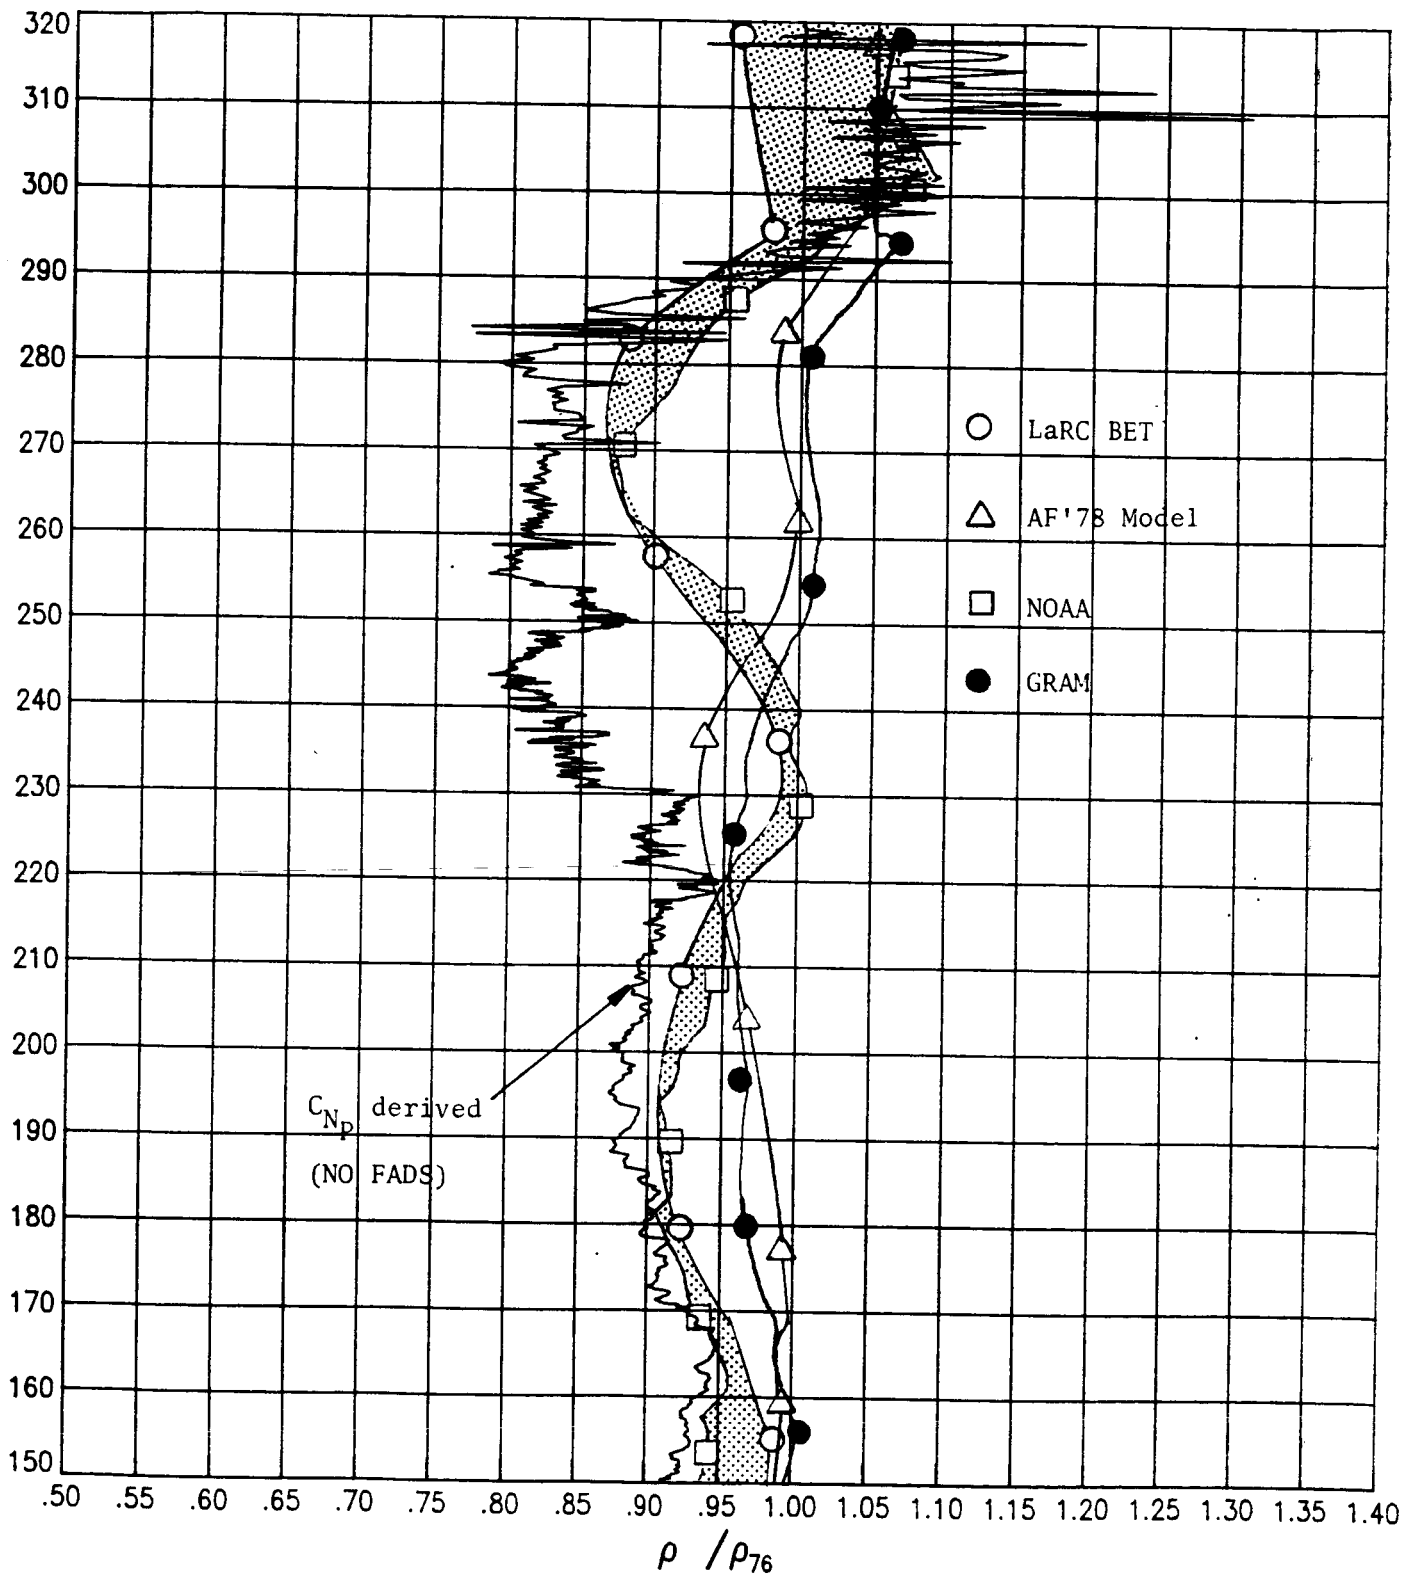 320
310
300
290
280
270
260
250
240
230
220
210
200
190
180
170
160
150
LaRC BET
AF'78 Model
NOAA
GRAM
C_Np derived
(NO FADS)
.50 .55 .60 .65 .70 .75 .80 .85 .90 .95 1.00 1.05 1.10 1.15 1.20 1.25 1.30 1.35 1.40
ρ /ρ76